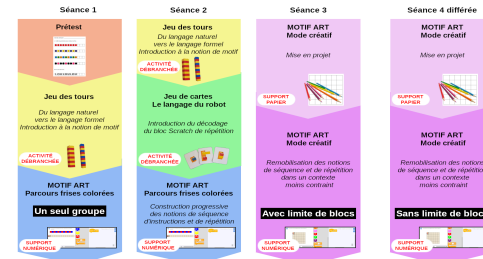 Séance 1
Prétest
Jeu des tours
Du langage naturel
vers le langage formel
Introduction à la notion de motif
ACTIVITÉ
DÉBRANCHÉE
MOTIF ART
Parcours frises colorées
Un seul groupe
SUPPORT
NUMÉRIQUE
Séance 2
Jeu des tours
Du langage naturel
vers le langage formel
Introduction à la notion de motif
ACTIVITÉ
DÉBRANCHÉE
Jeu de cartes
Le langage du robot
Introduction du décodage
du bloc Scratch de répétition
ACTIVITÉ
DÉBRANCHÉE
MOTIF ART
Parcours frises colorées
Construction progressive
des notions de séquence
d'instructions et de répétition
SUPPORT
NUMÉRIQUE
Séance 3
MOTIF ART
Mode créatif
Mise en projet
SUPPORT
PAPIER
MOTIF ART
Mode créatif
Remobilisation des notions
de séquence et de répétition
dans un contexte
moins contraint
Avec limite de blocs
SUPPORT
NUMÉRIQUE
Séance 4 différée
MOTIF ART
Mode créatif
Mise en projet
SUPPORT
PAPIER
MOTIF ART
Mode créatif
Remobilisation des notions
de séquence et de répétition
dans un contexte
moins contraint
Sans limite de blocs
SUPPORT
NUMÉRIQUE